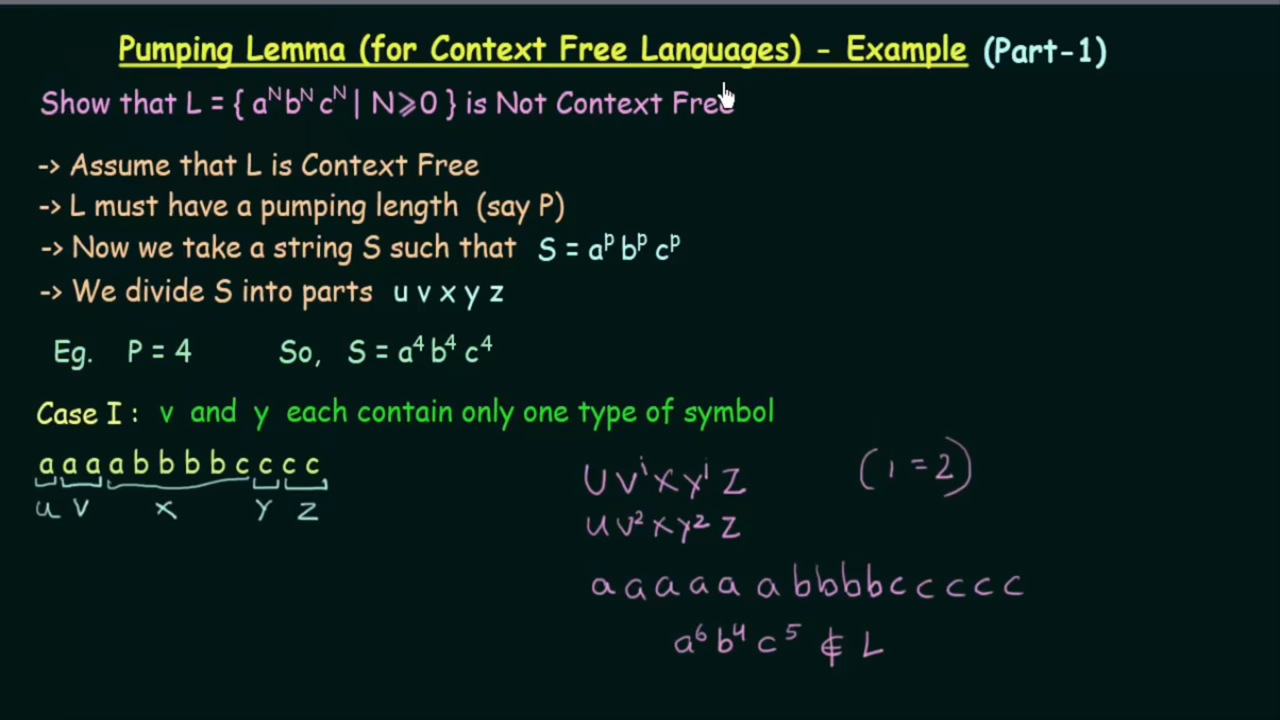 Pumping Lemma (for Context Free Languages) - Example (Part-1)
Show that L = { aᴺbᴺcᴺ | N⩾0 } is Not Context Free
-> Assume that L is Context Free
-> L must have a pumping length (say P)
-> Now we take a string S such that S = aᵖ bᵖ cᵖ
-> We divide S into parts u v x y z
Eg. P = 4 So, S = a⁴ b⁴ c⁴
Case I : v and y each contain only one type of symbol
a a a a b b b b c c c c
u v x y z
u vⁱ x yⁱ z (i = 2)
u v² x y² z
a a a a a a b b b b c c c c c
a⁶ b⁴ c⁵ ∉ L